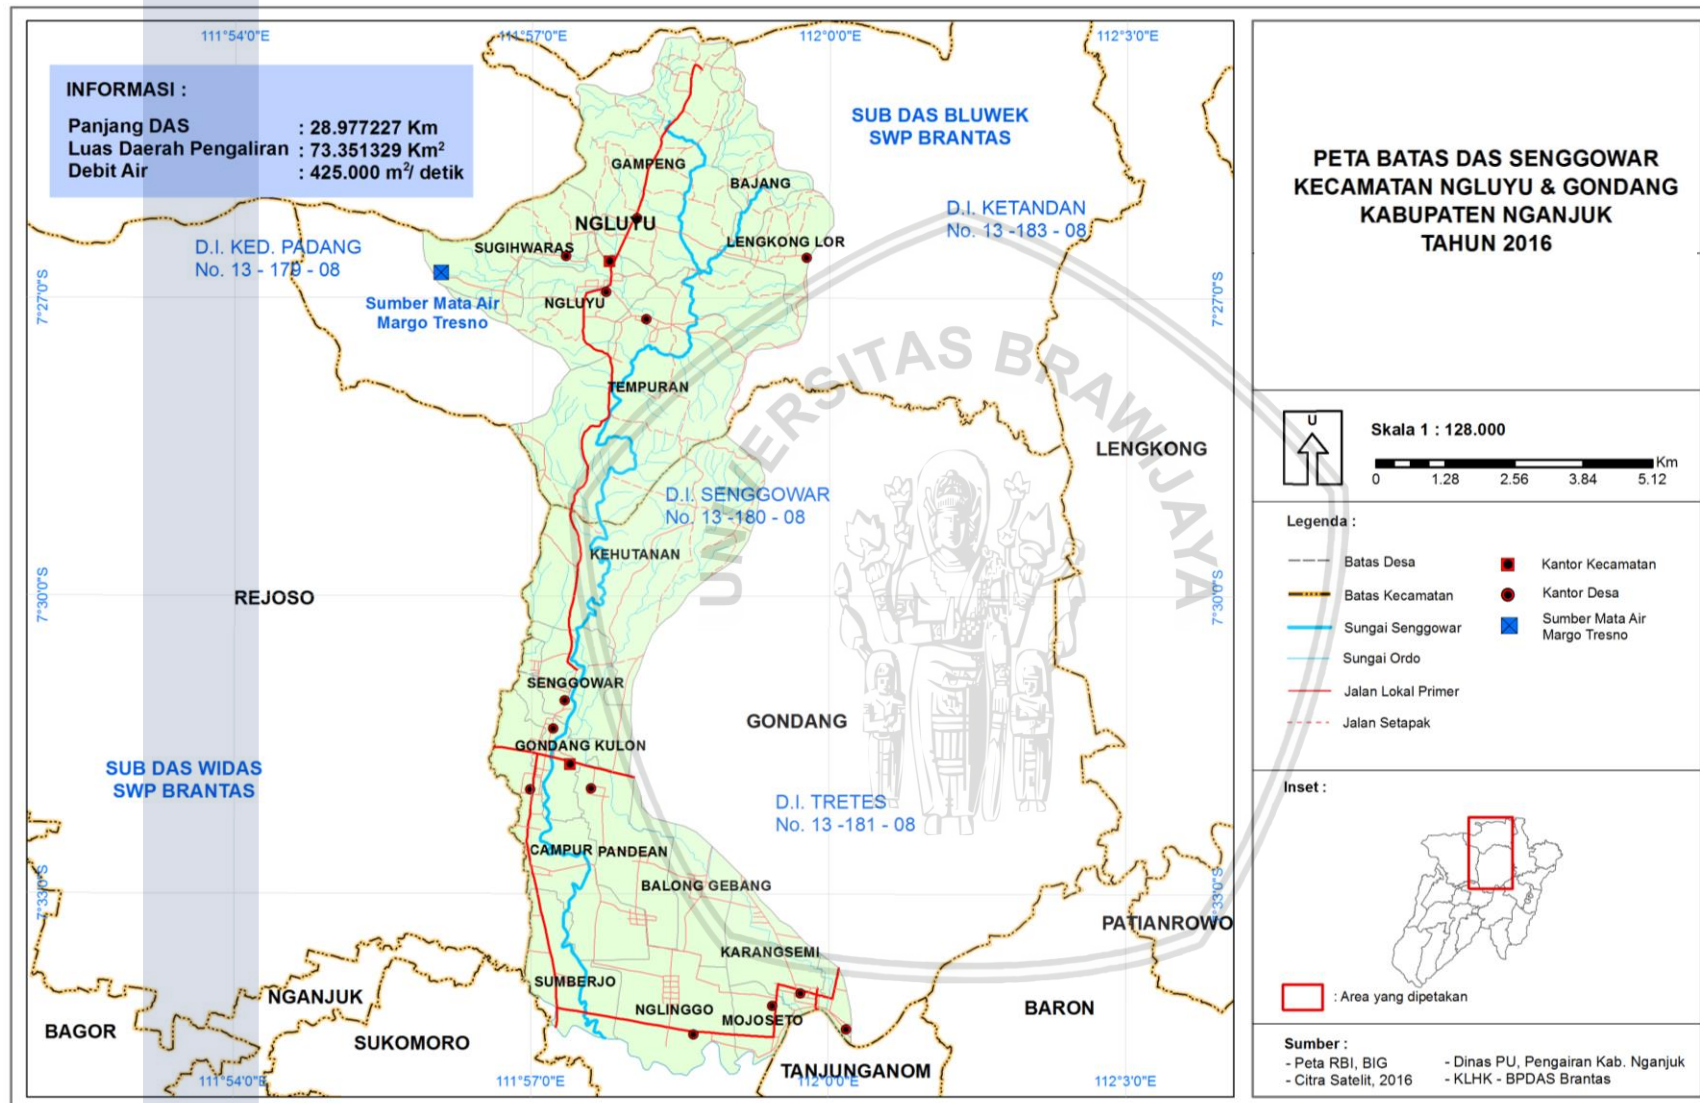 111°54'0"E
111°57'0"E
112°0'0"E
112°3'0"E
INFORMASI :
Panjang DAS : 28.977227 Km
Luas Daerah Pengaliran : 73.351329 Km²
Debit Air : 425.000 m²/ detik
SUB DAS BLUWEK
SWP BRANTAS
GAMPENG
BAJANG
NGLUYU
D.I. KETANDAN
No. 13 -183 - 08
D.I. KED. PADANG
No. 13 - 179 - 08
SUGIHWARAS
LENGKONG LOR
7°27'0"S
7°27'0"S
Sumber Mata Air
Margo Tresno
NGLUYU
TEMPURAN
UNIVERSITAS BRAWIJAYA
LENGKONG
D.I. SENGGOWAR
No. 13 -180 - 08
KEHUTANAN
7°30'0"S
7°30'0"S
REJOSO
SENGGOWAR
GONDANG
GONDANG KULON
SUB DAS WIDAS
SWP BRANTAS
D.I. TRETES
No. 13 -181 - 08
CAMPUR
PANDEAN
BALONG GEBANG
7°33'0"S
7°33'0"S
PATIANROWO
KARANGSEMI
SUMBERJO
NGANJUK
NGLINGGO
MOJOSETO
BARON
BAGOR
SUKOMORO
TANJUNGANOM
111°54'0"E
111°57'0"E
112°0'0"E
112°3'0"E
PETA BATAS DAS SENGGOWAR
KECAMATAN NGLUYU & GONDANG
KABUPATEN NGANJUK
TAHUN 2016
U
Skala 1 : 128.000
Km
0 1.28 2.56 3.84 5.12
Legenda :
Batas Desa
Batas Kecamatan
Sungai Senggowar
Sungai Ordo
Jalan Lokal Primer
Jalan Setapak
Kantor Kecamatan
Kantor Desa
Sumber Mata Air
Margo Tresno
Inset :
: Area yang dipetakan
Sumber :
- Peta RBI, BIG
- Citra Satelit, 2016
- Dinas PU, Pengairan Kab. Nganjuk
- KLHK - BPDAS Brantas